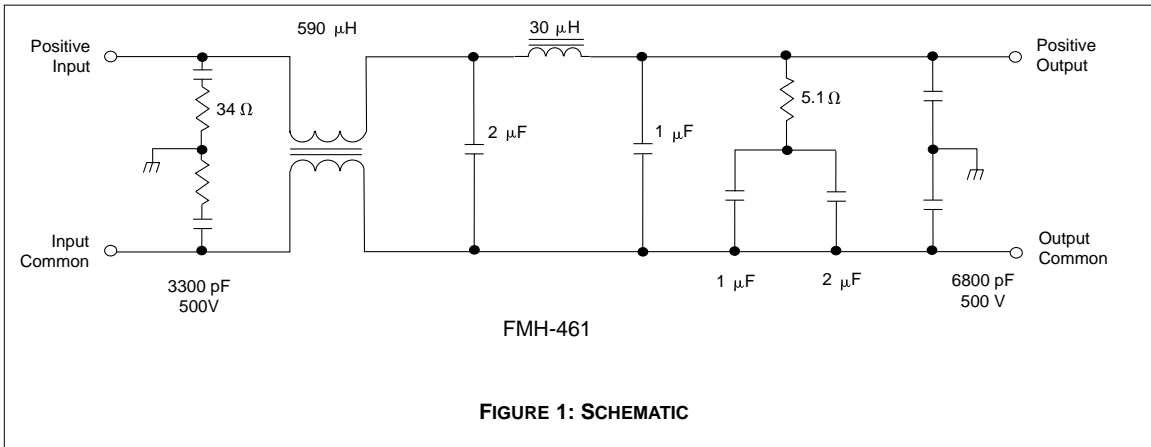 590 μH
30 μH
Positive
Input
Positive
Output
34 Ω
5.1 Ω
2 μF
1 μF
Input
Common
Output
Common
1 μF
2 μF
3300 pF
500V
6800 pF
500 V
FMH-461
FIGURE 1: SCHEMATIC